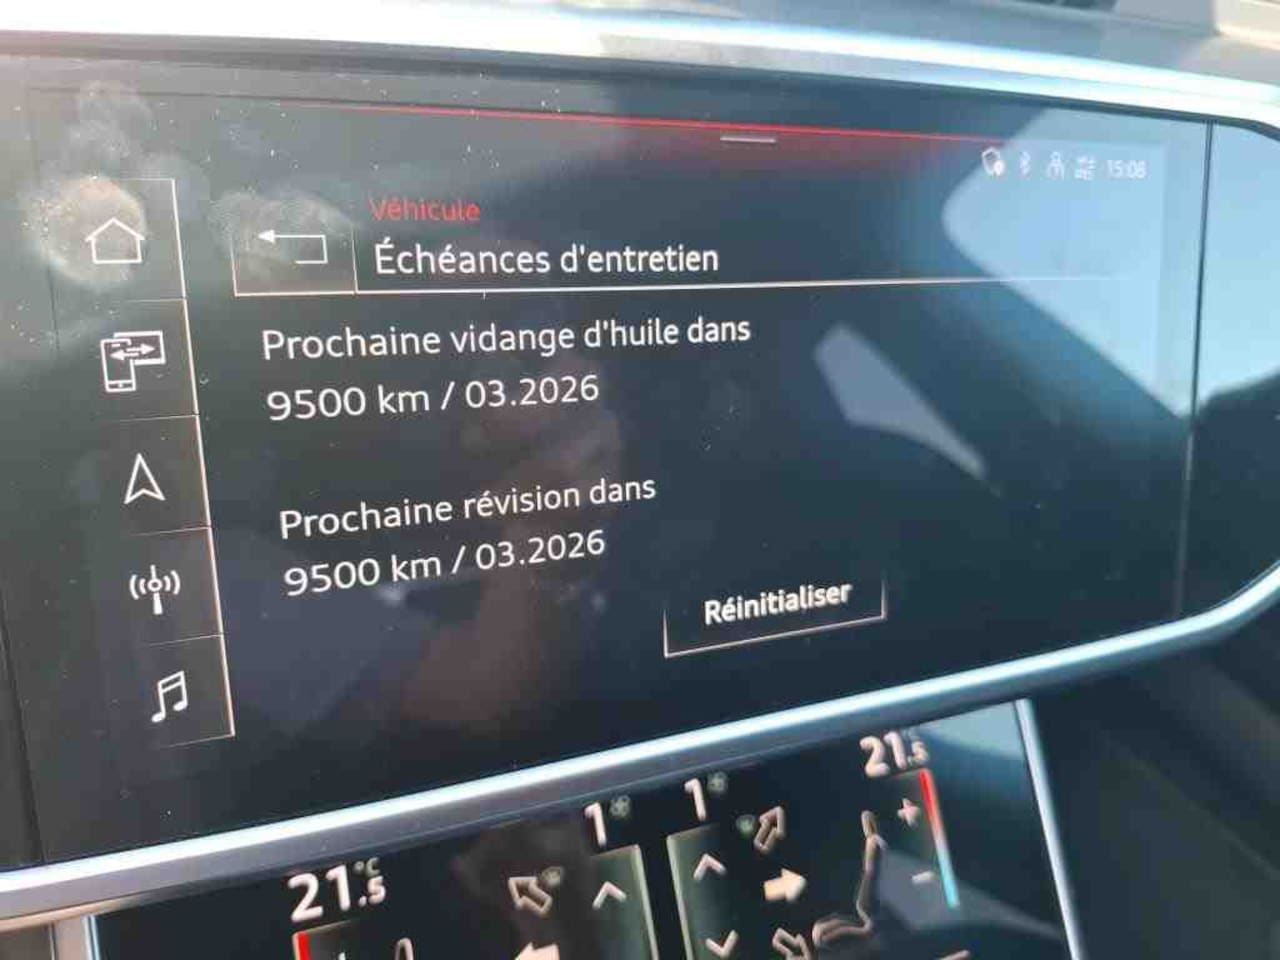 15:08
Véhicule
Échéances d'entretien
Prochaine vidange d'huile dans
9500 km / 03.2026
Prochaine révision dans
9500 km / 03.2026
Réinitialiser
21.5 °C
1
1
21.5